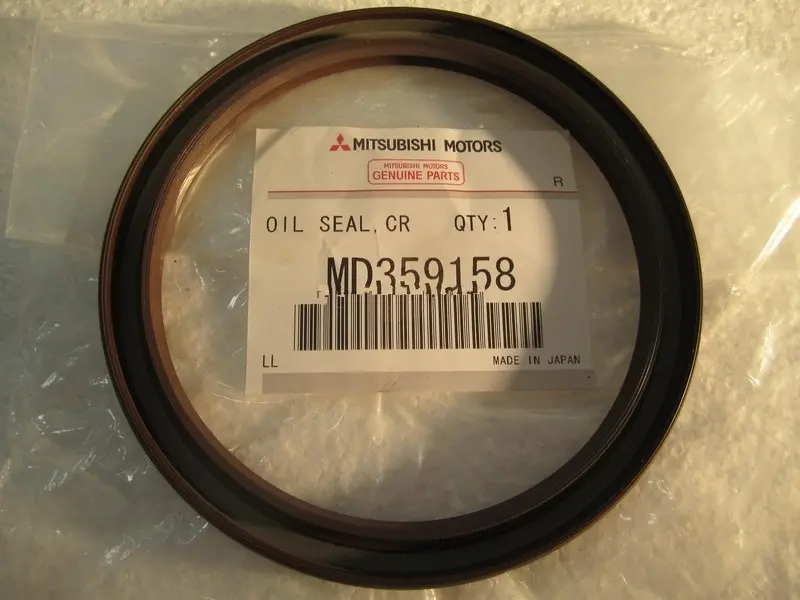 MITSUBISHI MOTORS
MITSUBISHI MOTORS
GENUINE PARTS
R
OIL SEAL,CR QTY:1
MD359158
LL MADE IN JAPAN